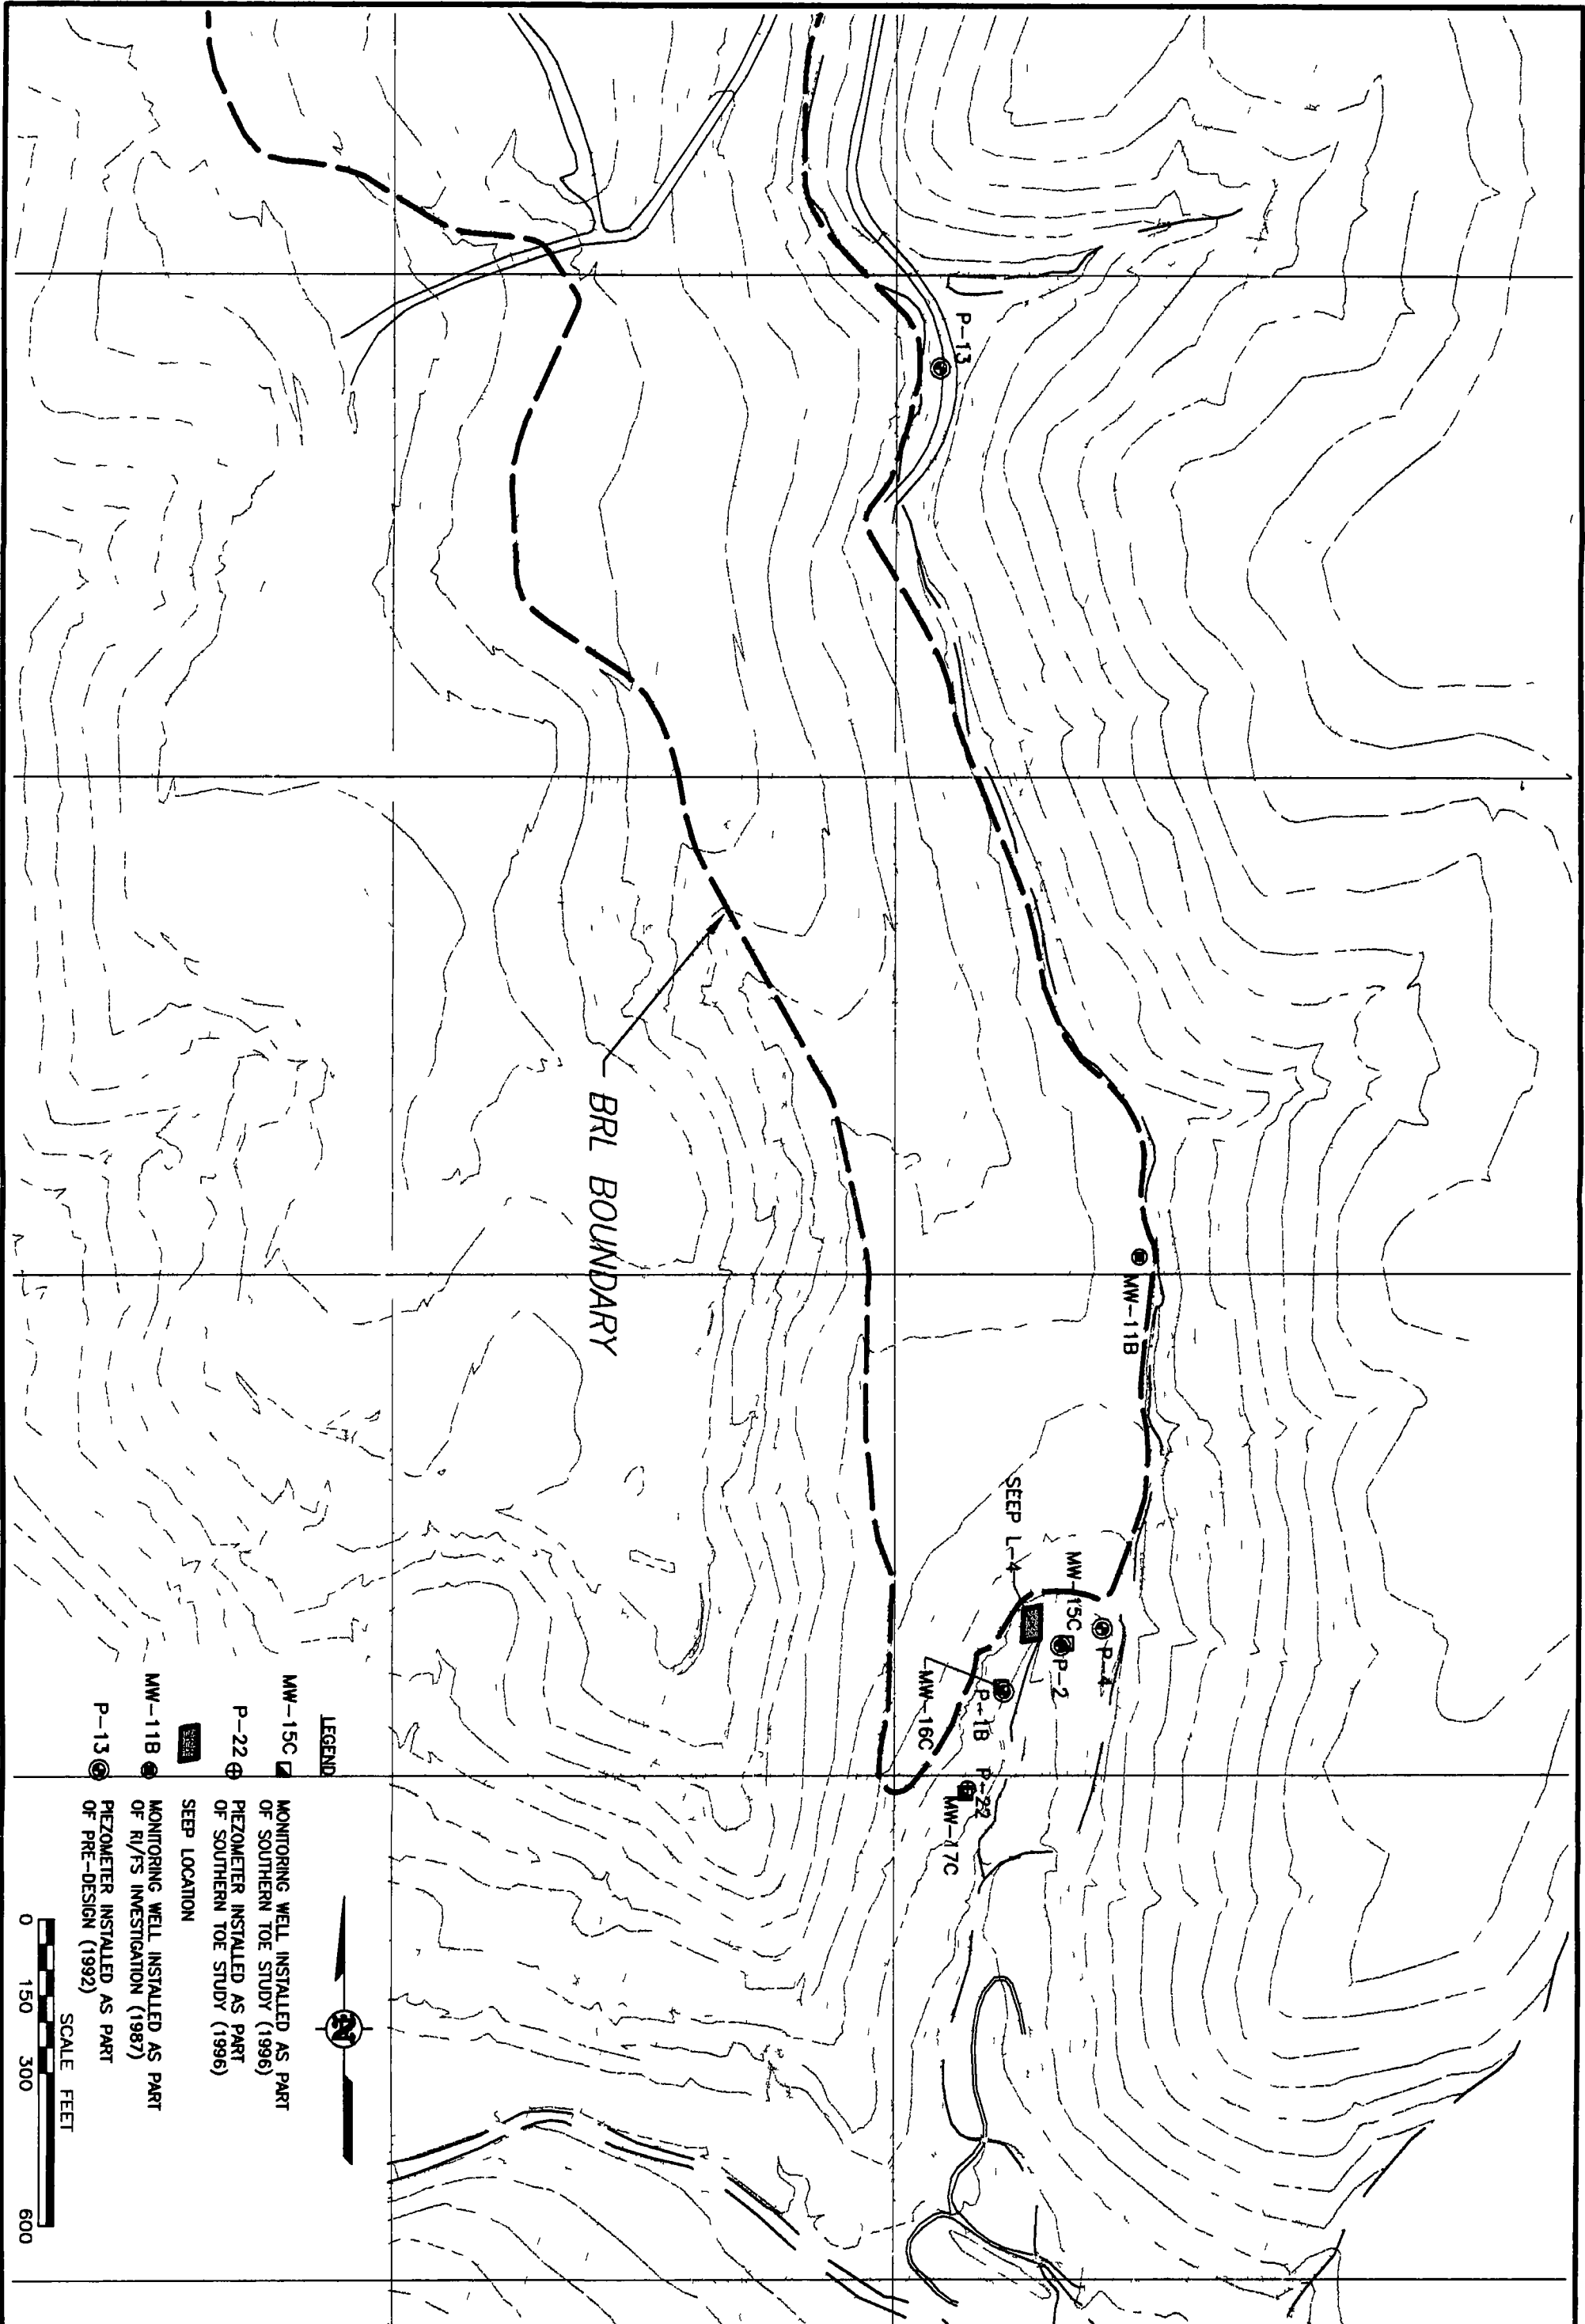 P-13
BRL BOUNDARY
MW-11B
SEEP L-4
MW-15C
P-4
P-2
P-1B
MW-16C
P-22
MW-17C
LEGEND
MW-15C
MONITORING WELL INSTALLED AS PART
OF SOUTHERN TOE STUDY (1996)
P-22
PIEZOMETER INSTALLED AS PART
OF SOUTHERN TOE STUDY (1996)
SEEP LOCATION
MW-11B
MONITORING WELL INSTALLED AS PART
OF RI/FS INVESTIGATION (1987)
P-13
PIEZOMETER INSTALLED AS PART
OF PRE-DESIGN (1992)
N
SCALE FEET
0 150 300 600